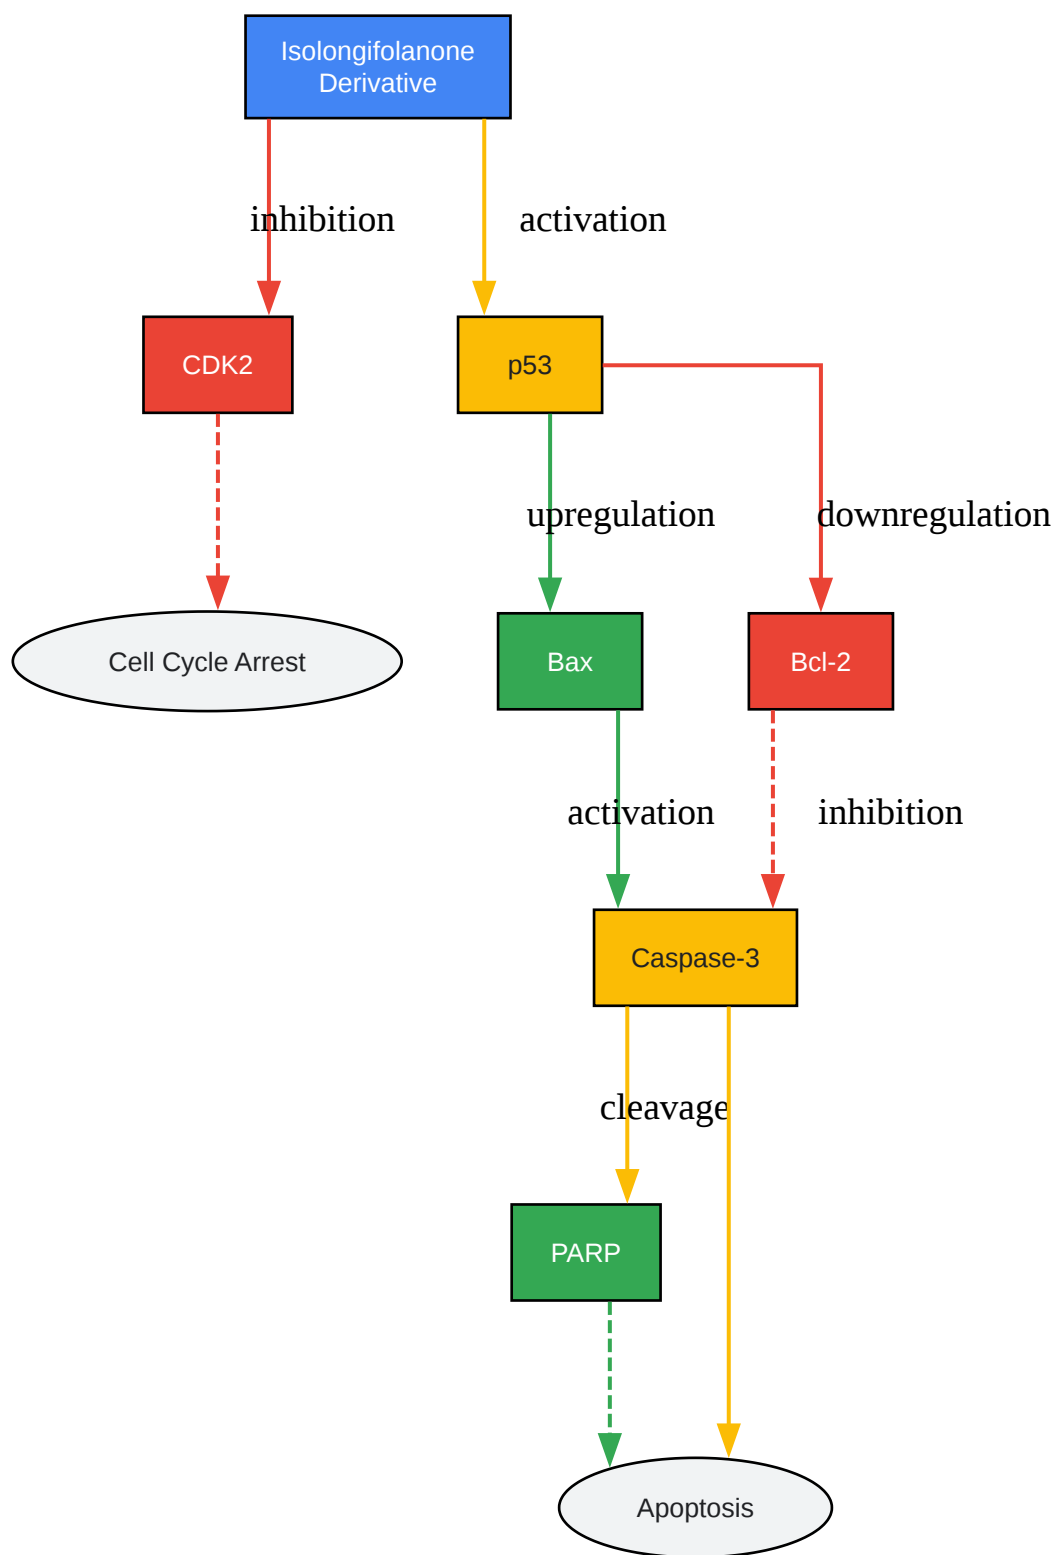 Isolongifolanone
Derivative
inhibition
activation
CDK2
p53
upregulation
downregulation
Cell Cycle Arrest
Bax
Bcl-2
activation
inhibition
Caspase-3
cleavage
PARP
Apoptosis